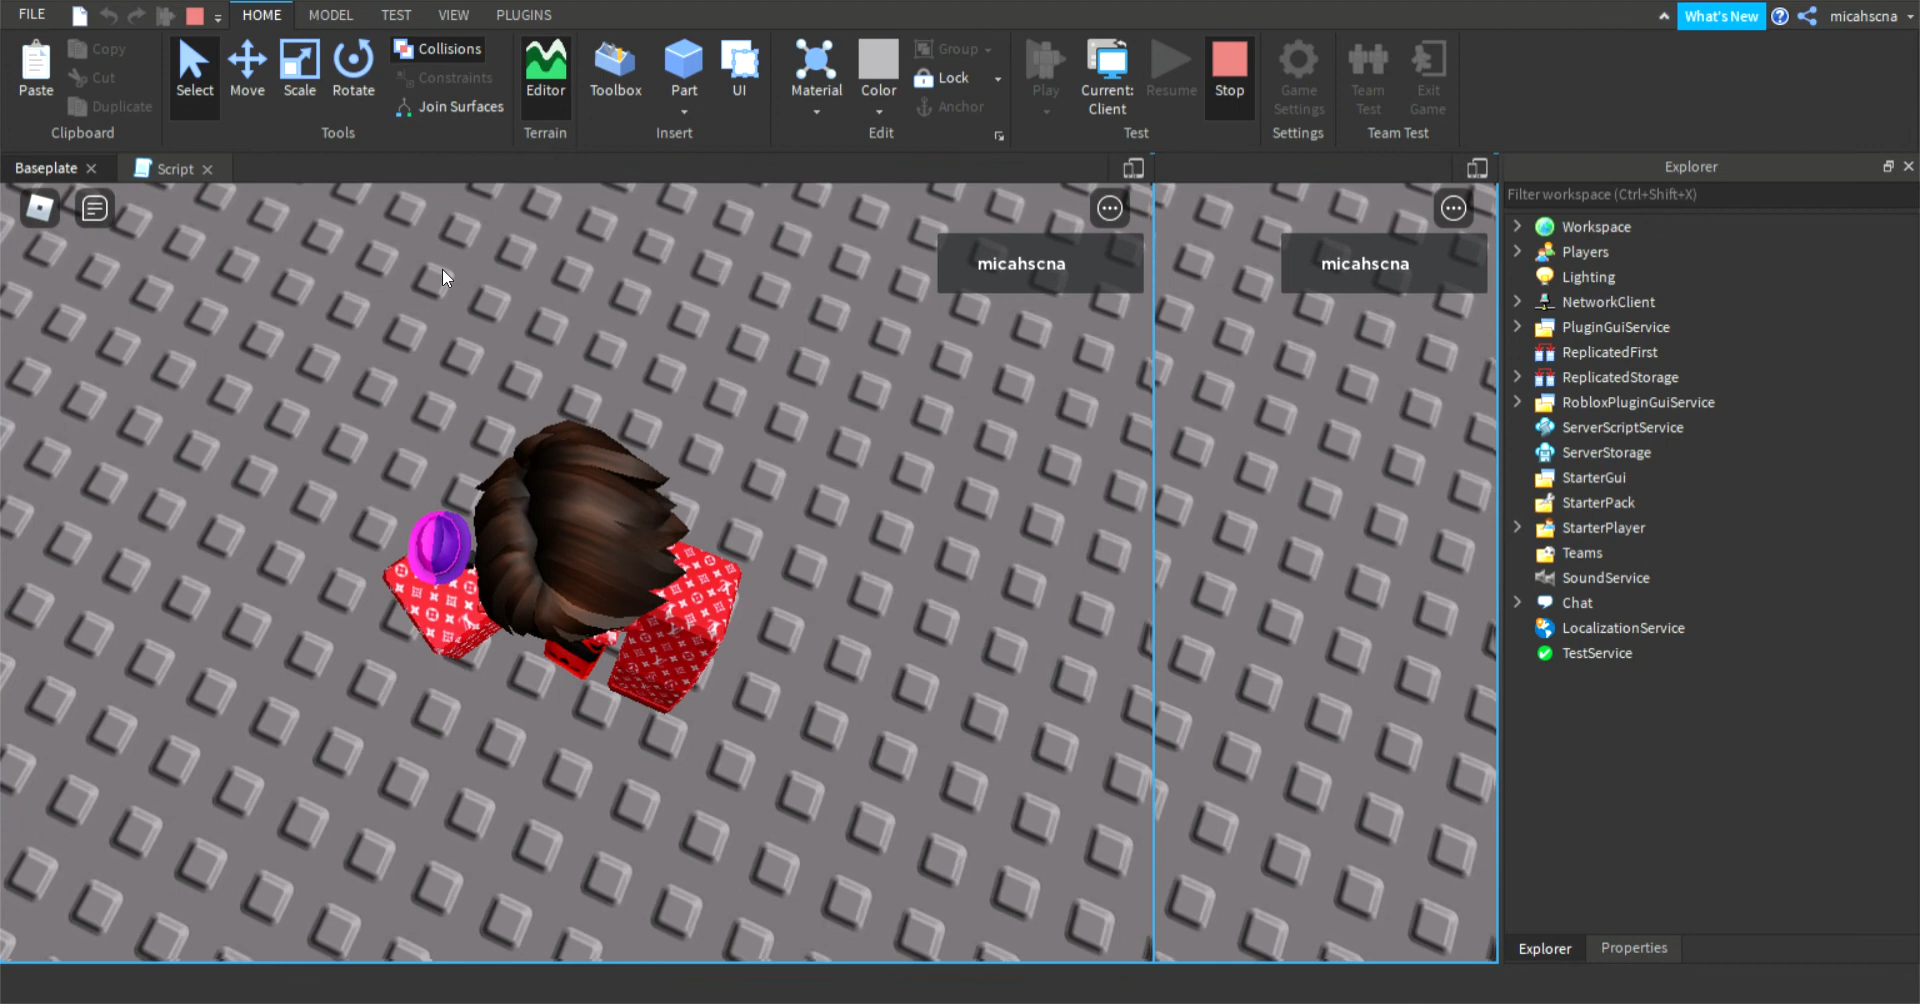 FILE HOME MODEL TEST VIEW PLUGINS What's New micahscna
Paste Copy Cut Duplicate Clipboard
Select Move Scale Rotate Collisions Constraints Join Surfaces Tools
Editor Terrain
Toolbox Part UI Insert
Material Color Group Lock Anchor Edit
Play Current: Client Resume Stop Test
Game Settings Settings
Team Test Exit Game Team Test
Baseplate Script
micahscna micahscna
Explorer
Filter workspace (Ctrl+Shift+X)
Workspace
Players
Lighting
NetworkClient
PluginGuiService
ReplicatedFirst
ReplicatedStorage
RobloxPluginGuiService
ServerScriptService
ServerStorage
StarterGui
StarterPack
StarterPlayer
Teams
SoundService
Chat
LocalizationService
TestService
Explorer Properties